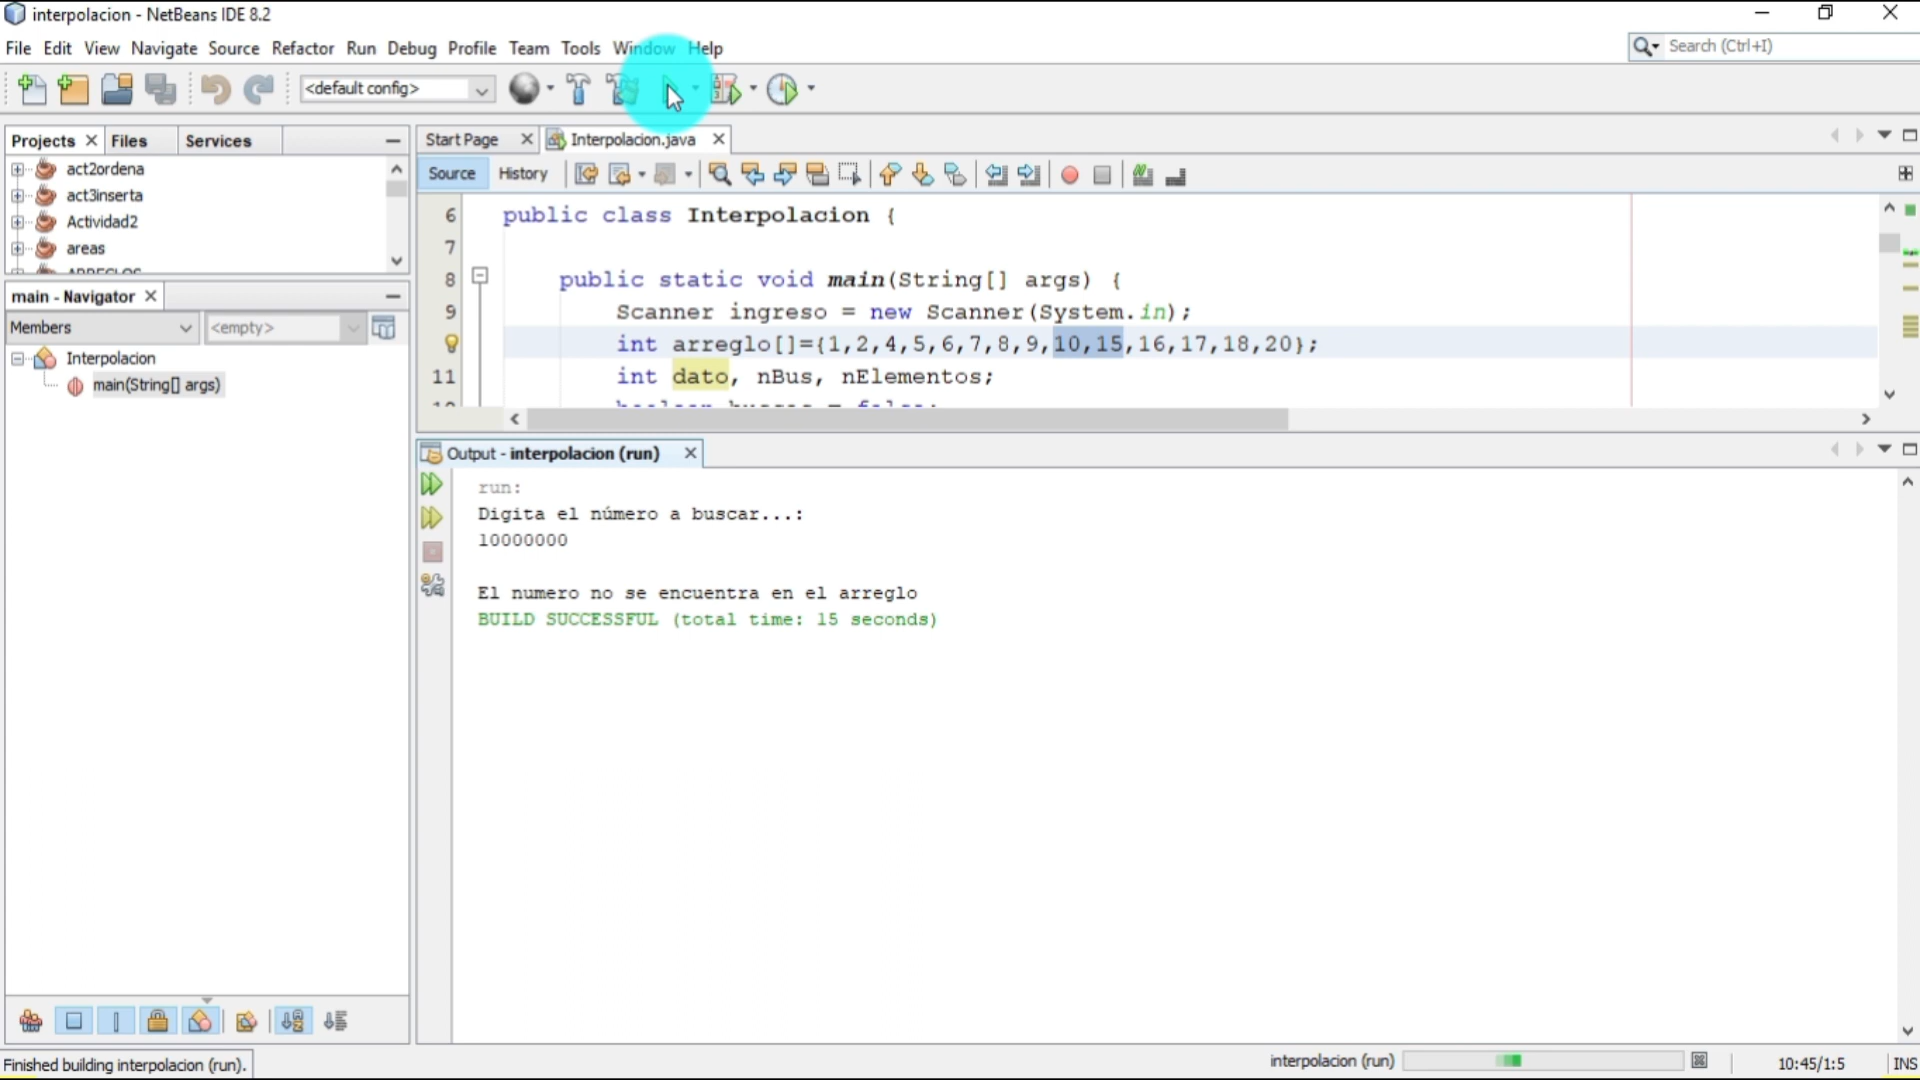 interpolacion - NetBeans IDE 8.2
File Edit View Navigate Source Refactor Run Debug Profile Team Tools Window Help
Search (Ctrl+I)
<default config>
Projects Files Services
act2ordena
act3inserta
Actividad2
areas
ARREGLOS
main - Navigator
Members <empty>
Interpolacion
main(String[] args)
Start Page Interpolacion.java
Source History
6 public class Interpolacion {
7
8 public static void main(String[] args) {
9 Scanner ingreso = new Scanner(System.in);
int arreglo[]={1,2,4,5,6,7,8,9,10,15,16,17,18,20};
11 int dato, nBus, nElementos;
Output - interpolacion (run)
run:
Digita el número a buscar...:
10000000
El numero no se encuentra en el arreglo
BUILD SUCCESSFUL (total time: 15 seconds)
Finished building interpolacion (run).
interpolacion (run)
10:45/1:5
INS